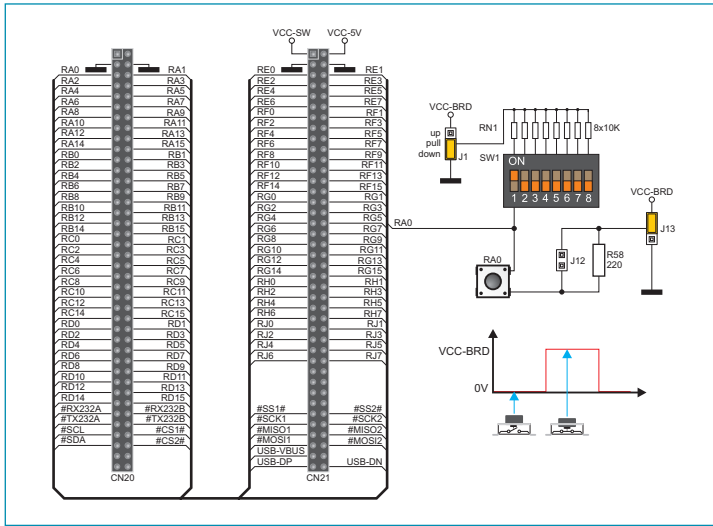 VCC-SW VCC-5V
RA0 RA1
RA2 RA3
RA4 RA5
RA6 RA7
RA8 RA9
RA10 RA11
RA12 RA13
RA14 RA15
RB0 RB1
RB2 RB3
RB4 RB5
RB6 RB7
RB8 RB9
RB10 RB11
RB12 RB13
RB14 RB15
RC0 RC1
RC2 RC3
RC4 RC5
RC6 RC7
RC8 RC9
RC10 RC11
RC12 RC13
RC14 RC15
RD0 RD1
RD2 RD3
RD4 RD5
RD6 RD7
RD8 RD9
RD10 RD11
RD12 RD13
RD14 RD15
#RX232A #RX232B
#TX232A #TX232B
#SCL #CS1#
#SDA #CS2#
CN20
RE0 RE1
RE2 RE3
RE4 RE5
RE6 RE7
RF0 RF1
RF2 RF3
RF4 RF5
RF6 RF7
RF8 RF9
RF10 RF11
RF12 RF13
RF14 RF15
RG0 RG1
RG2 RG3
RG4 RG5
RG6 RG7
RG8 RG9
RG10 RG11
RG12 RG13
RG14 RG15
RH0 RH1
RH2 RH3
RH4 RH5
RH6 RH7
RJ0 RJ1
RJ2 RJ3
RJ4 RJ5
RJ6 RJ7
#SS1# #SS2#
#SCK1 #SCK2
#MISO1 #MISO2
#MOSI1 #MOSI2
USB-VBUS
USB-DP USB-DN
CN21
VCC-BRD
up
pull
down
J1
RN1 8x10K
SW1
ON
1 2 3 4 5 6 7 8
RA0
VCC-BRD
J13
RA0
J12
R58
220
VCC-BRD
0V